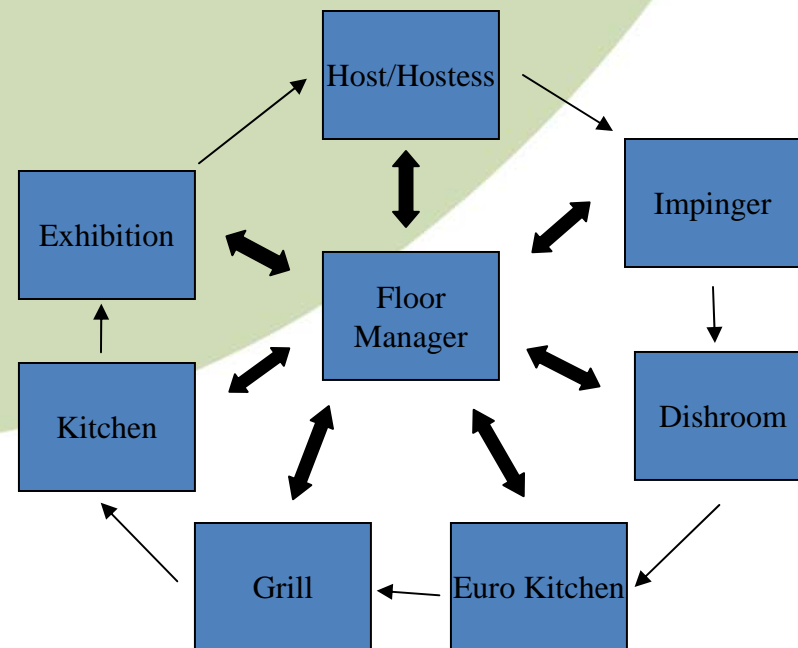 Host/Hostess
Impinger
Exhibition
Floor
Manager
Kitchen
Dishroom
Grill
Euro Kitchen